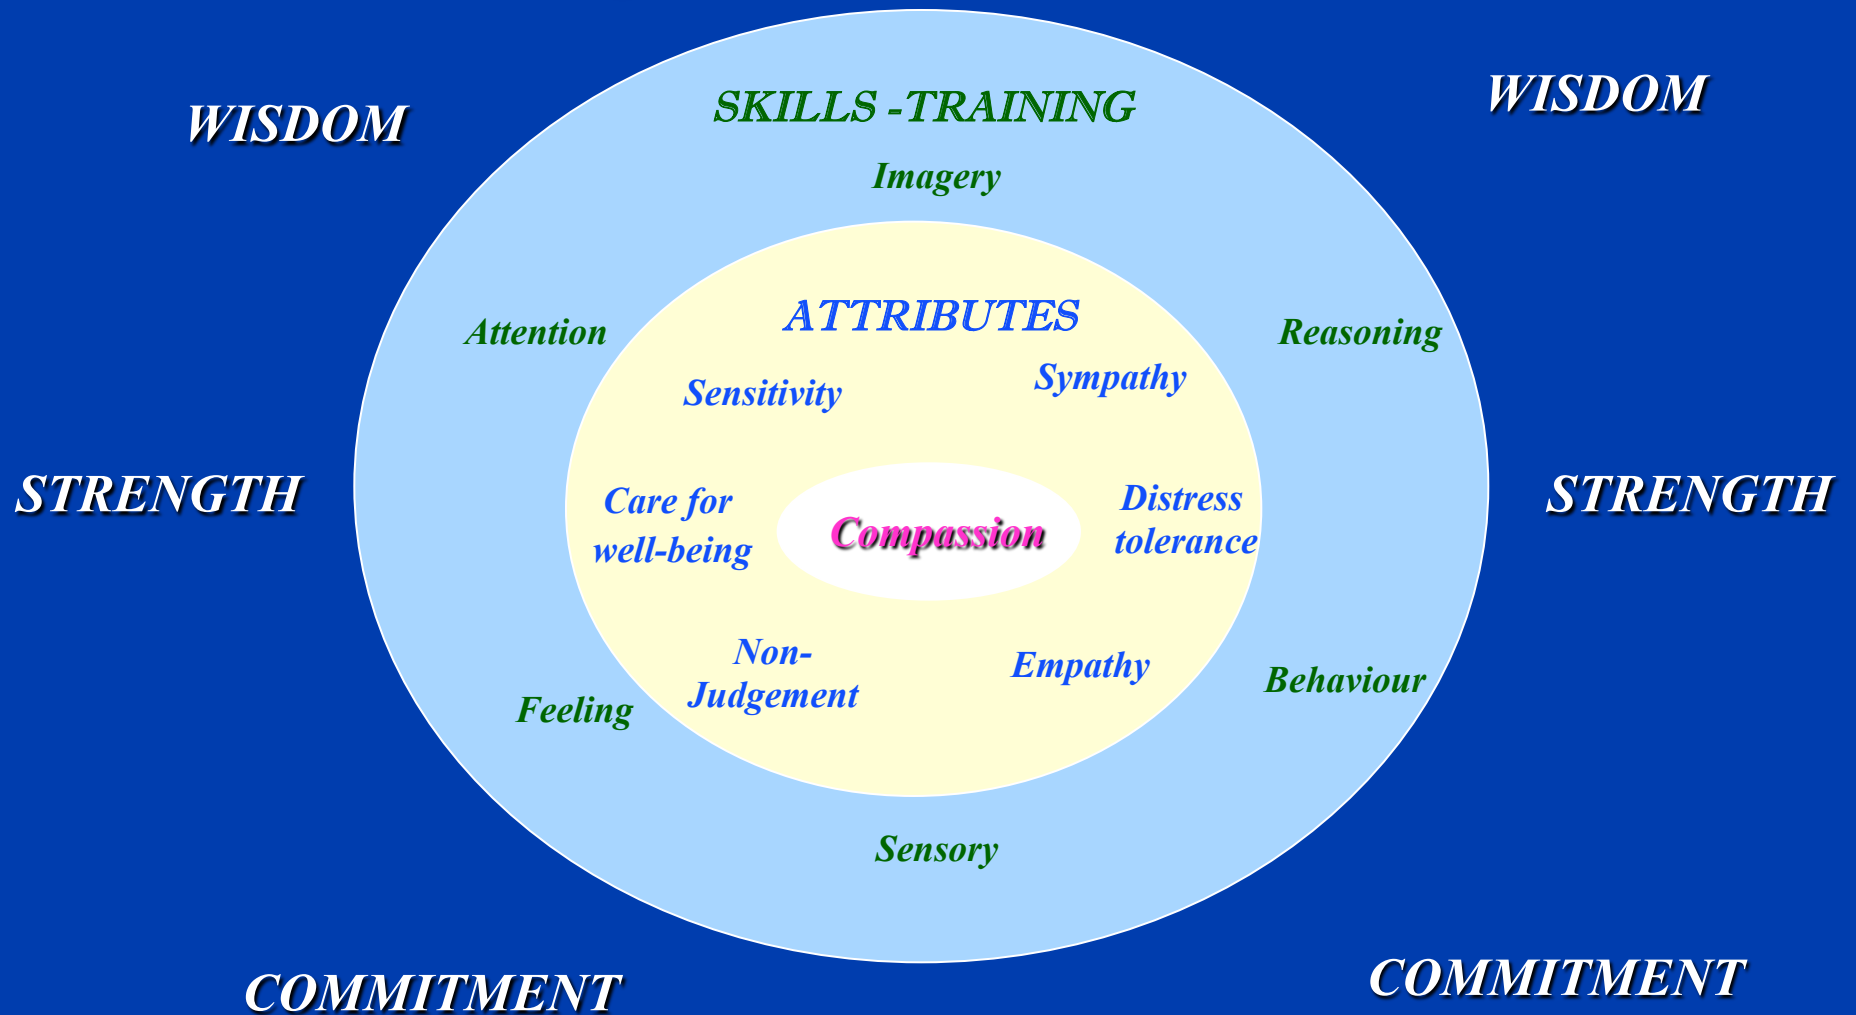 WISDOM
WISDOM
SKILLS -TRAINING
Imagery
Attention
Reasoning
ATTRIBUTES
Sensitivity
Sympathy
STRENGTH
STRENGTH
Care for
well-being
Compassion
Distress
tolerance
Non-
Judgement
Empathy
Feeling
Behaviour
Sensory
COMMITMENT
COMMITMENT